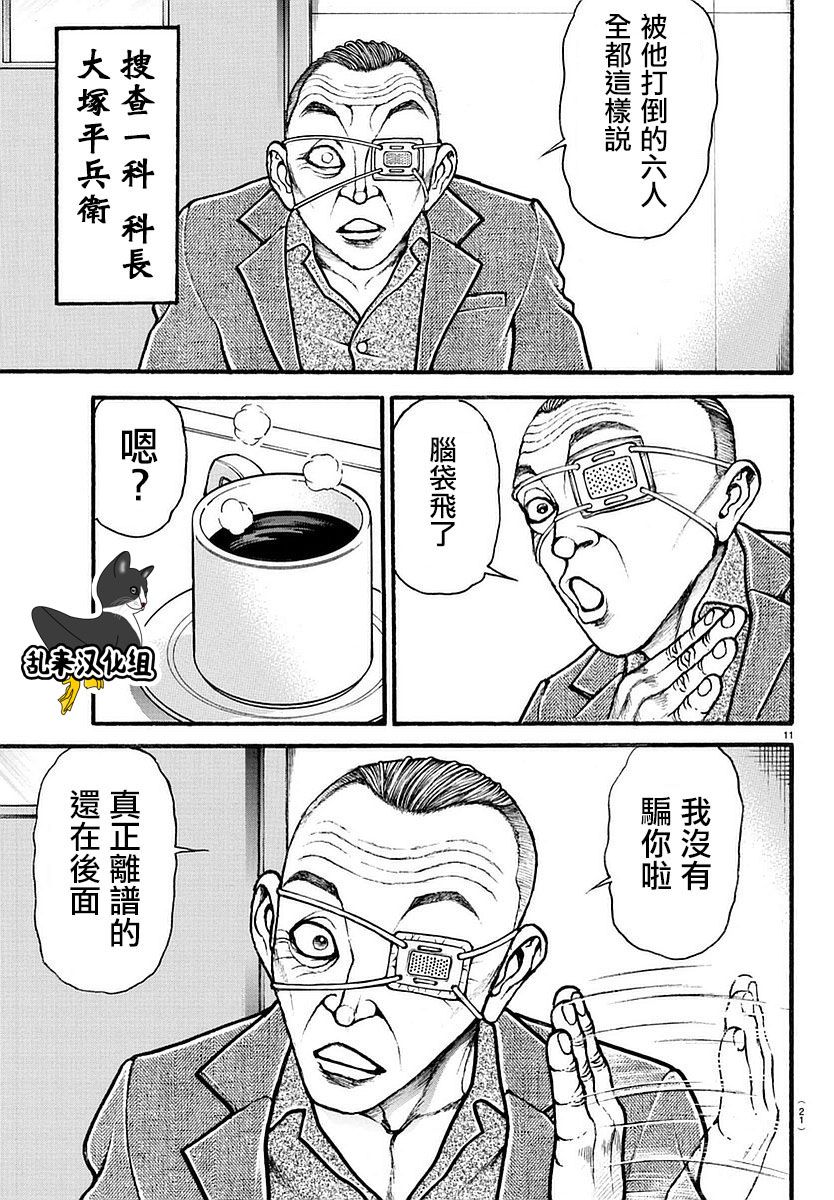 被他打倒的六人
全都這樣説
搜查一科 科長
大塚平兵衛
腦袋飛了
嗯？
乱来汉化组
11
我沒有
騙你啦
真正離譜的
還在後面
(21)